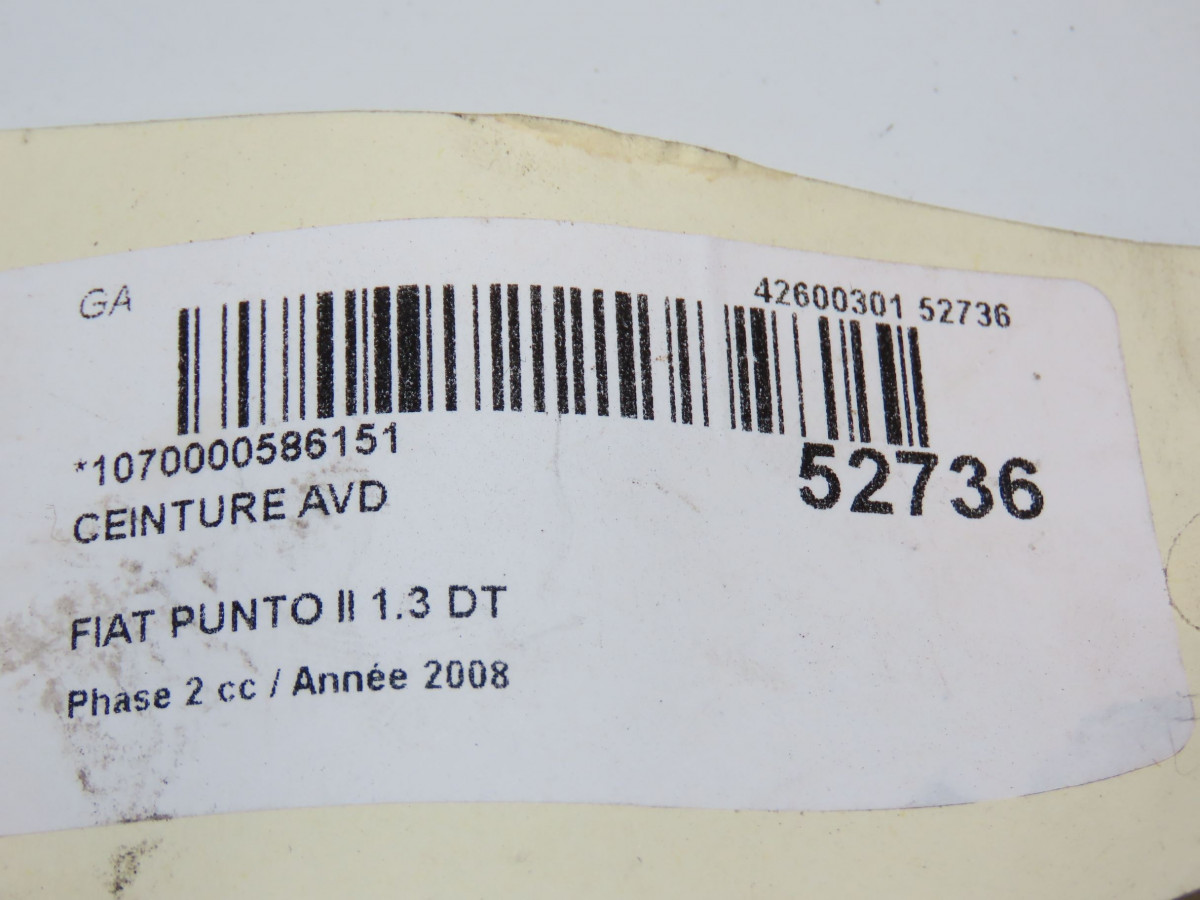 GA
42600301 52736
*1070000586151
52736
CEINTURE AVD
FIAT PUNTO II 1.3 DT
Phase 2 cc / Année 2008